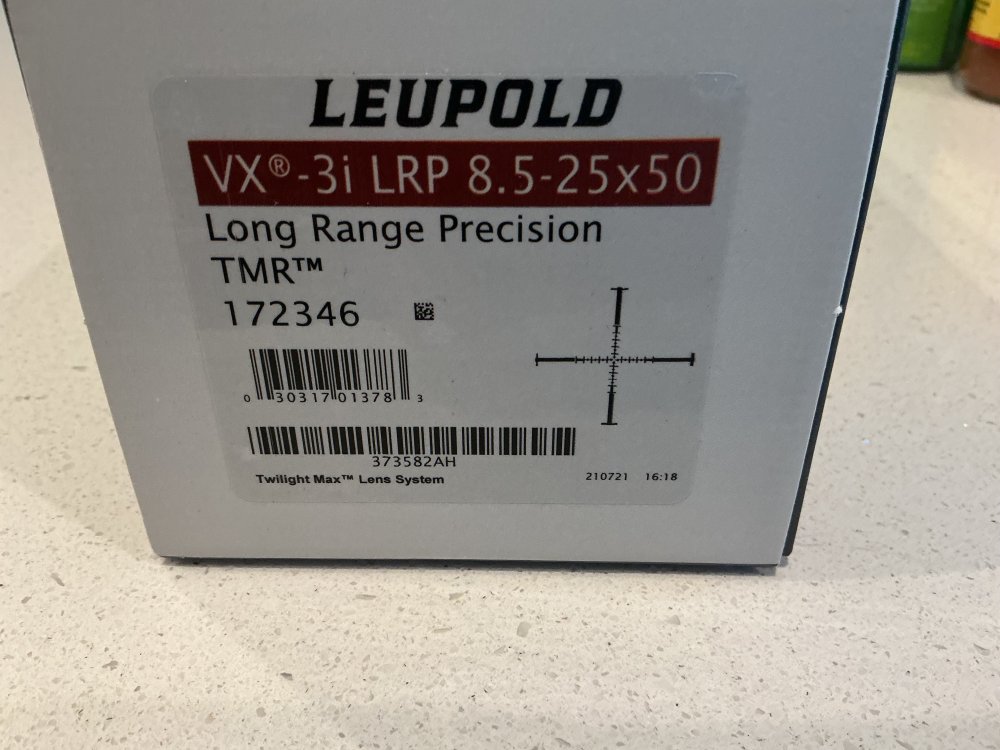 LEUPOLD
VX®-3i LRP 8.5-25x50
Long Range Precision
TMR™
172346
0 30317 01378 3
373582AH
Twilight Max™ Lens System
210721 16:18